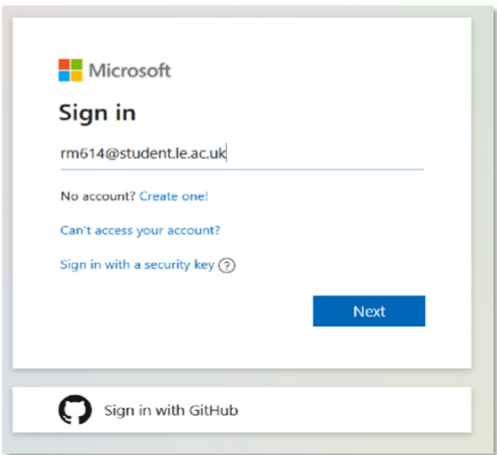 Microsoft
Sign in
rm614@student.le.ac.uk
No account? Create one!
Can't access your account?
Sign in with a security key ?
Next
Sign in with GitHub